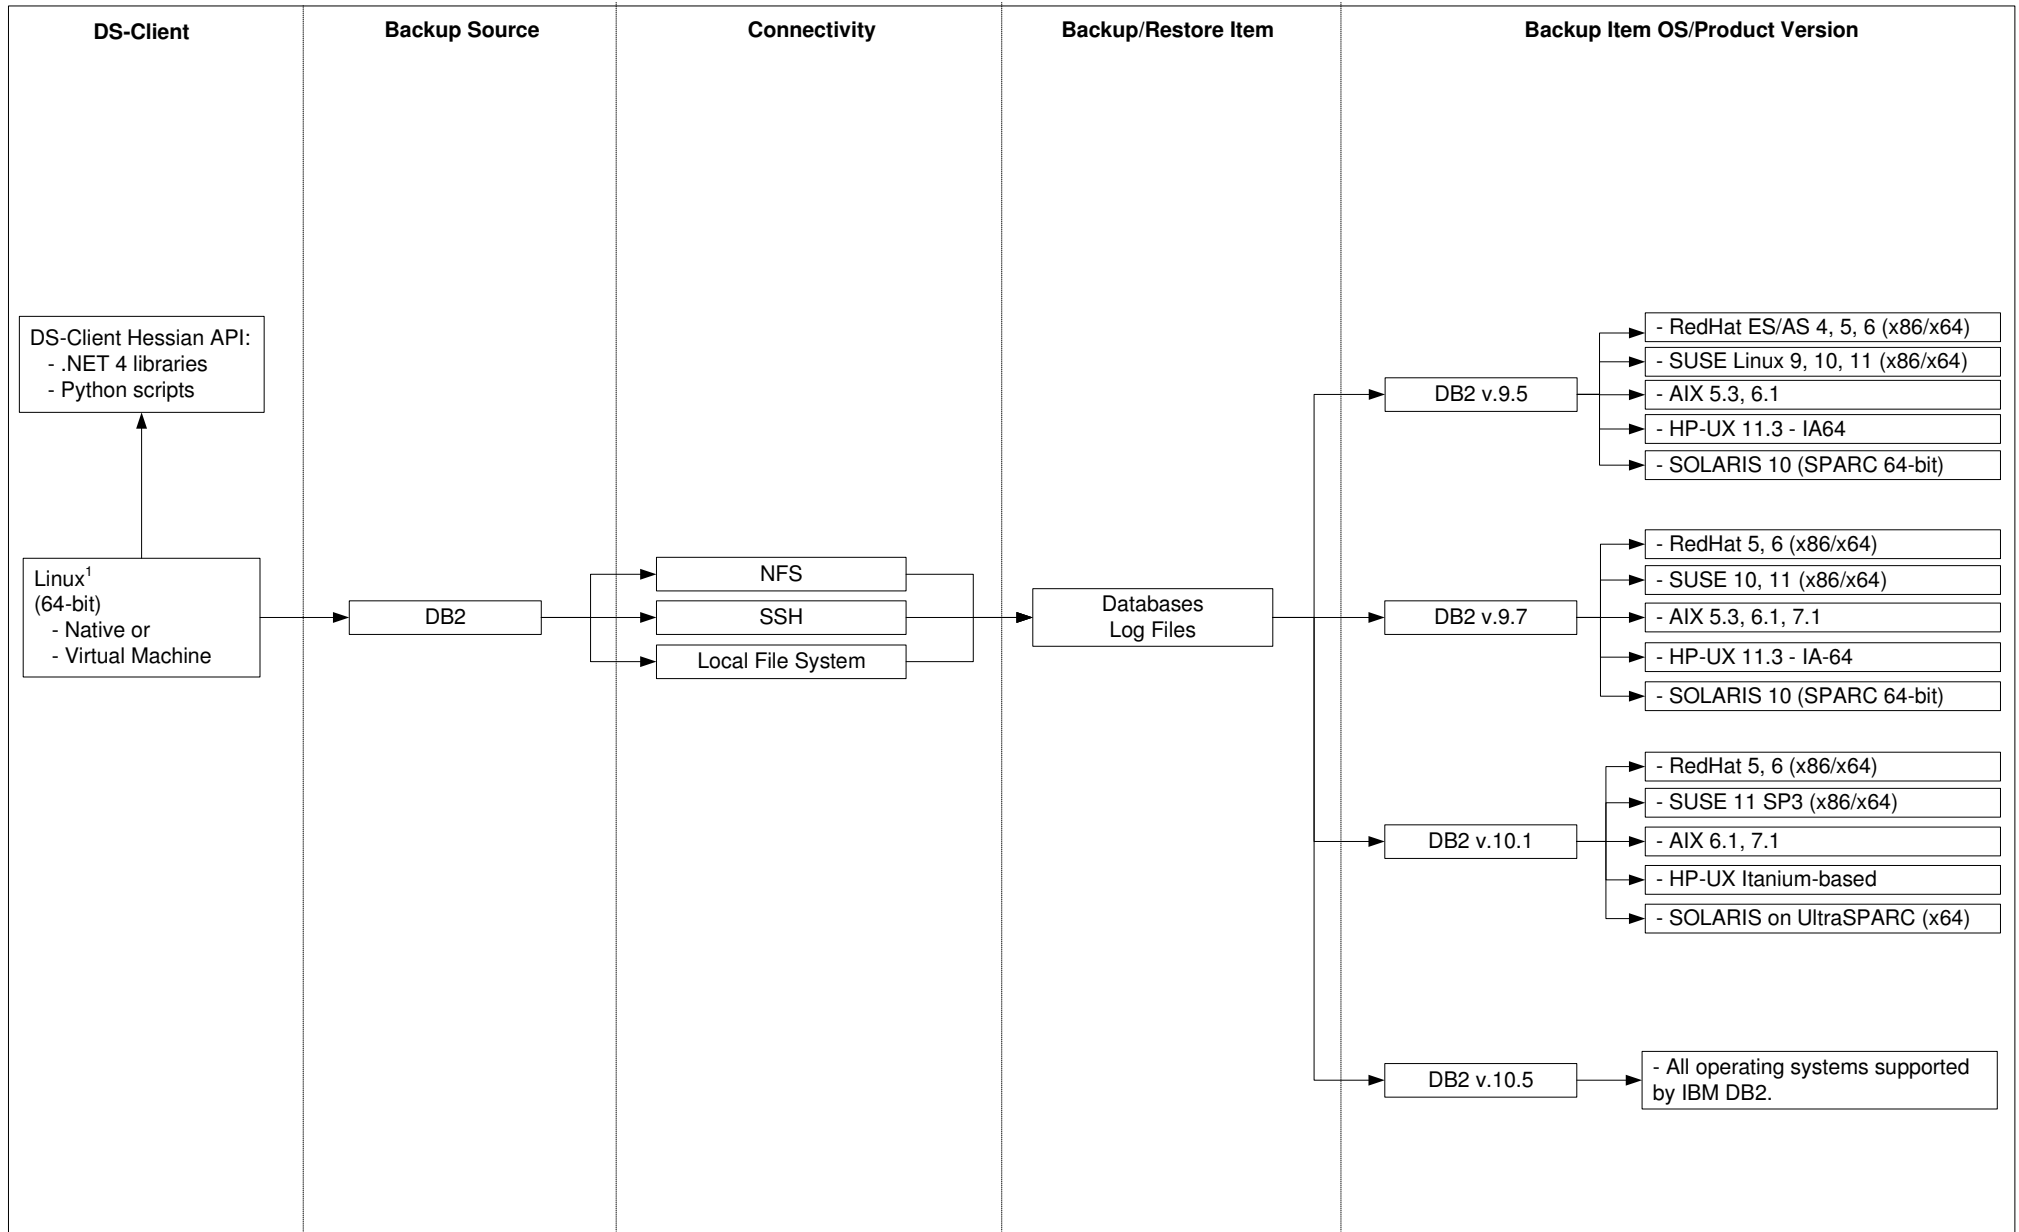 DS-Client
Backup Source
Connectivity
Backup/Restore Item
Backup Item OS/Product Version
DS-Client Hessian API:
- .NET 4 libraries
- Python scripts
Linux1
(64-bit)
- Native or
- Virtual Machine
DB2
NFS
SSH
Local File System
Databases
Log Files
DB2 v.9.5
- RedHat ES/AS 4, 5, 6 (x86/x64)
- SUSE Linux 9, 10, 11 (x86/x64)
- AIX 5.3, 6.1
- HP-UX 11.3 - IA64
- SOLARIS 10 (SPARC 64-bit)
DB2 v.9.7
- RedHat 5, 6 (x86/x64)
- SUSE 10, 11 (x86/x64)
- AIX 5.3, 6.1, 7.1
- HP-UX 11.3 - IA-64
- SOLARIS 10 (SPARC 64-bit)
DB2 v.10.1
- RedHat 5, 6 (x86/x64)
- SUSE 11 SP3 (x86/x64)
- AIX 6.1, 7.1
- HP-UX Itanium-based
- SOLARIS on UltraSPARC (x64)
DB2 v.10.5
- All operating systems supported
by IBM DB2.